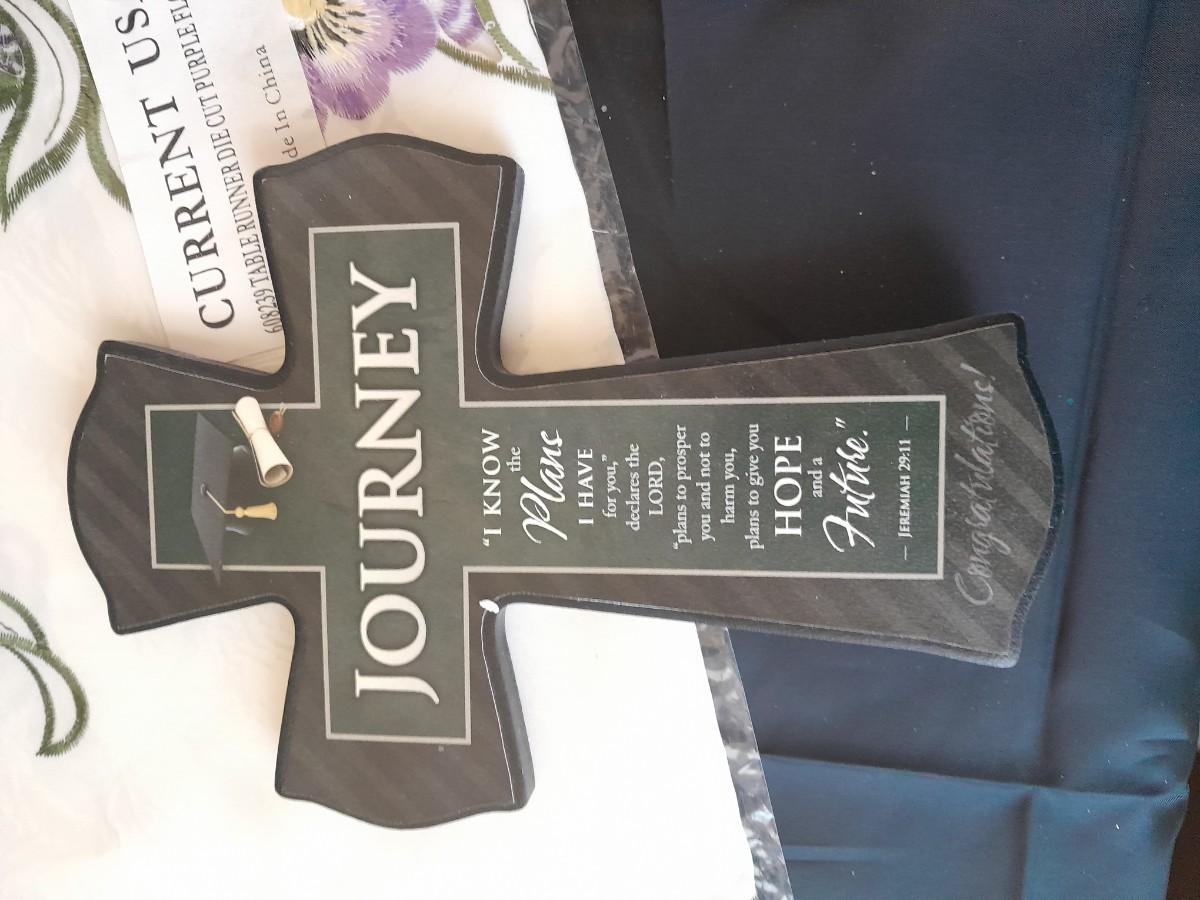 CURRENT US
608239 TABLE RUNNER DIE CUT PURPLE
de In China
JOURNEY
"I KNOW
the
Plans
I HAVE
for you,"
declares the
LORD,
"plans to prosper
you and not to
harm you,
plans to give you
HOPE
and a
Future."
— JEREMIAH 29:11 —
Congratulations!